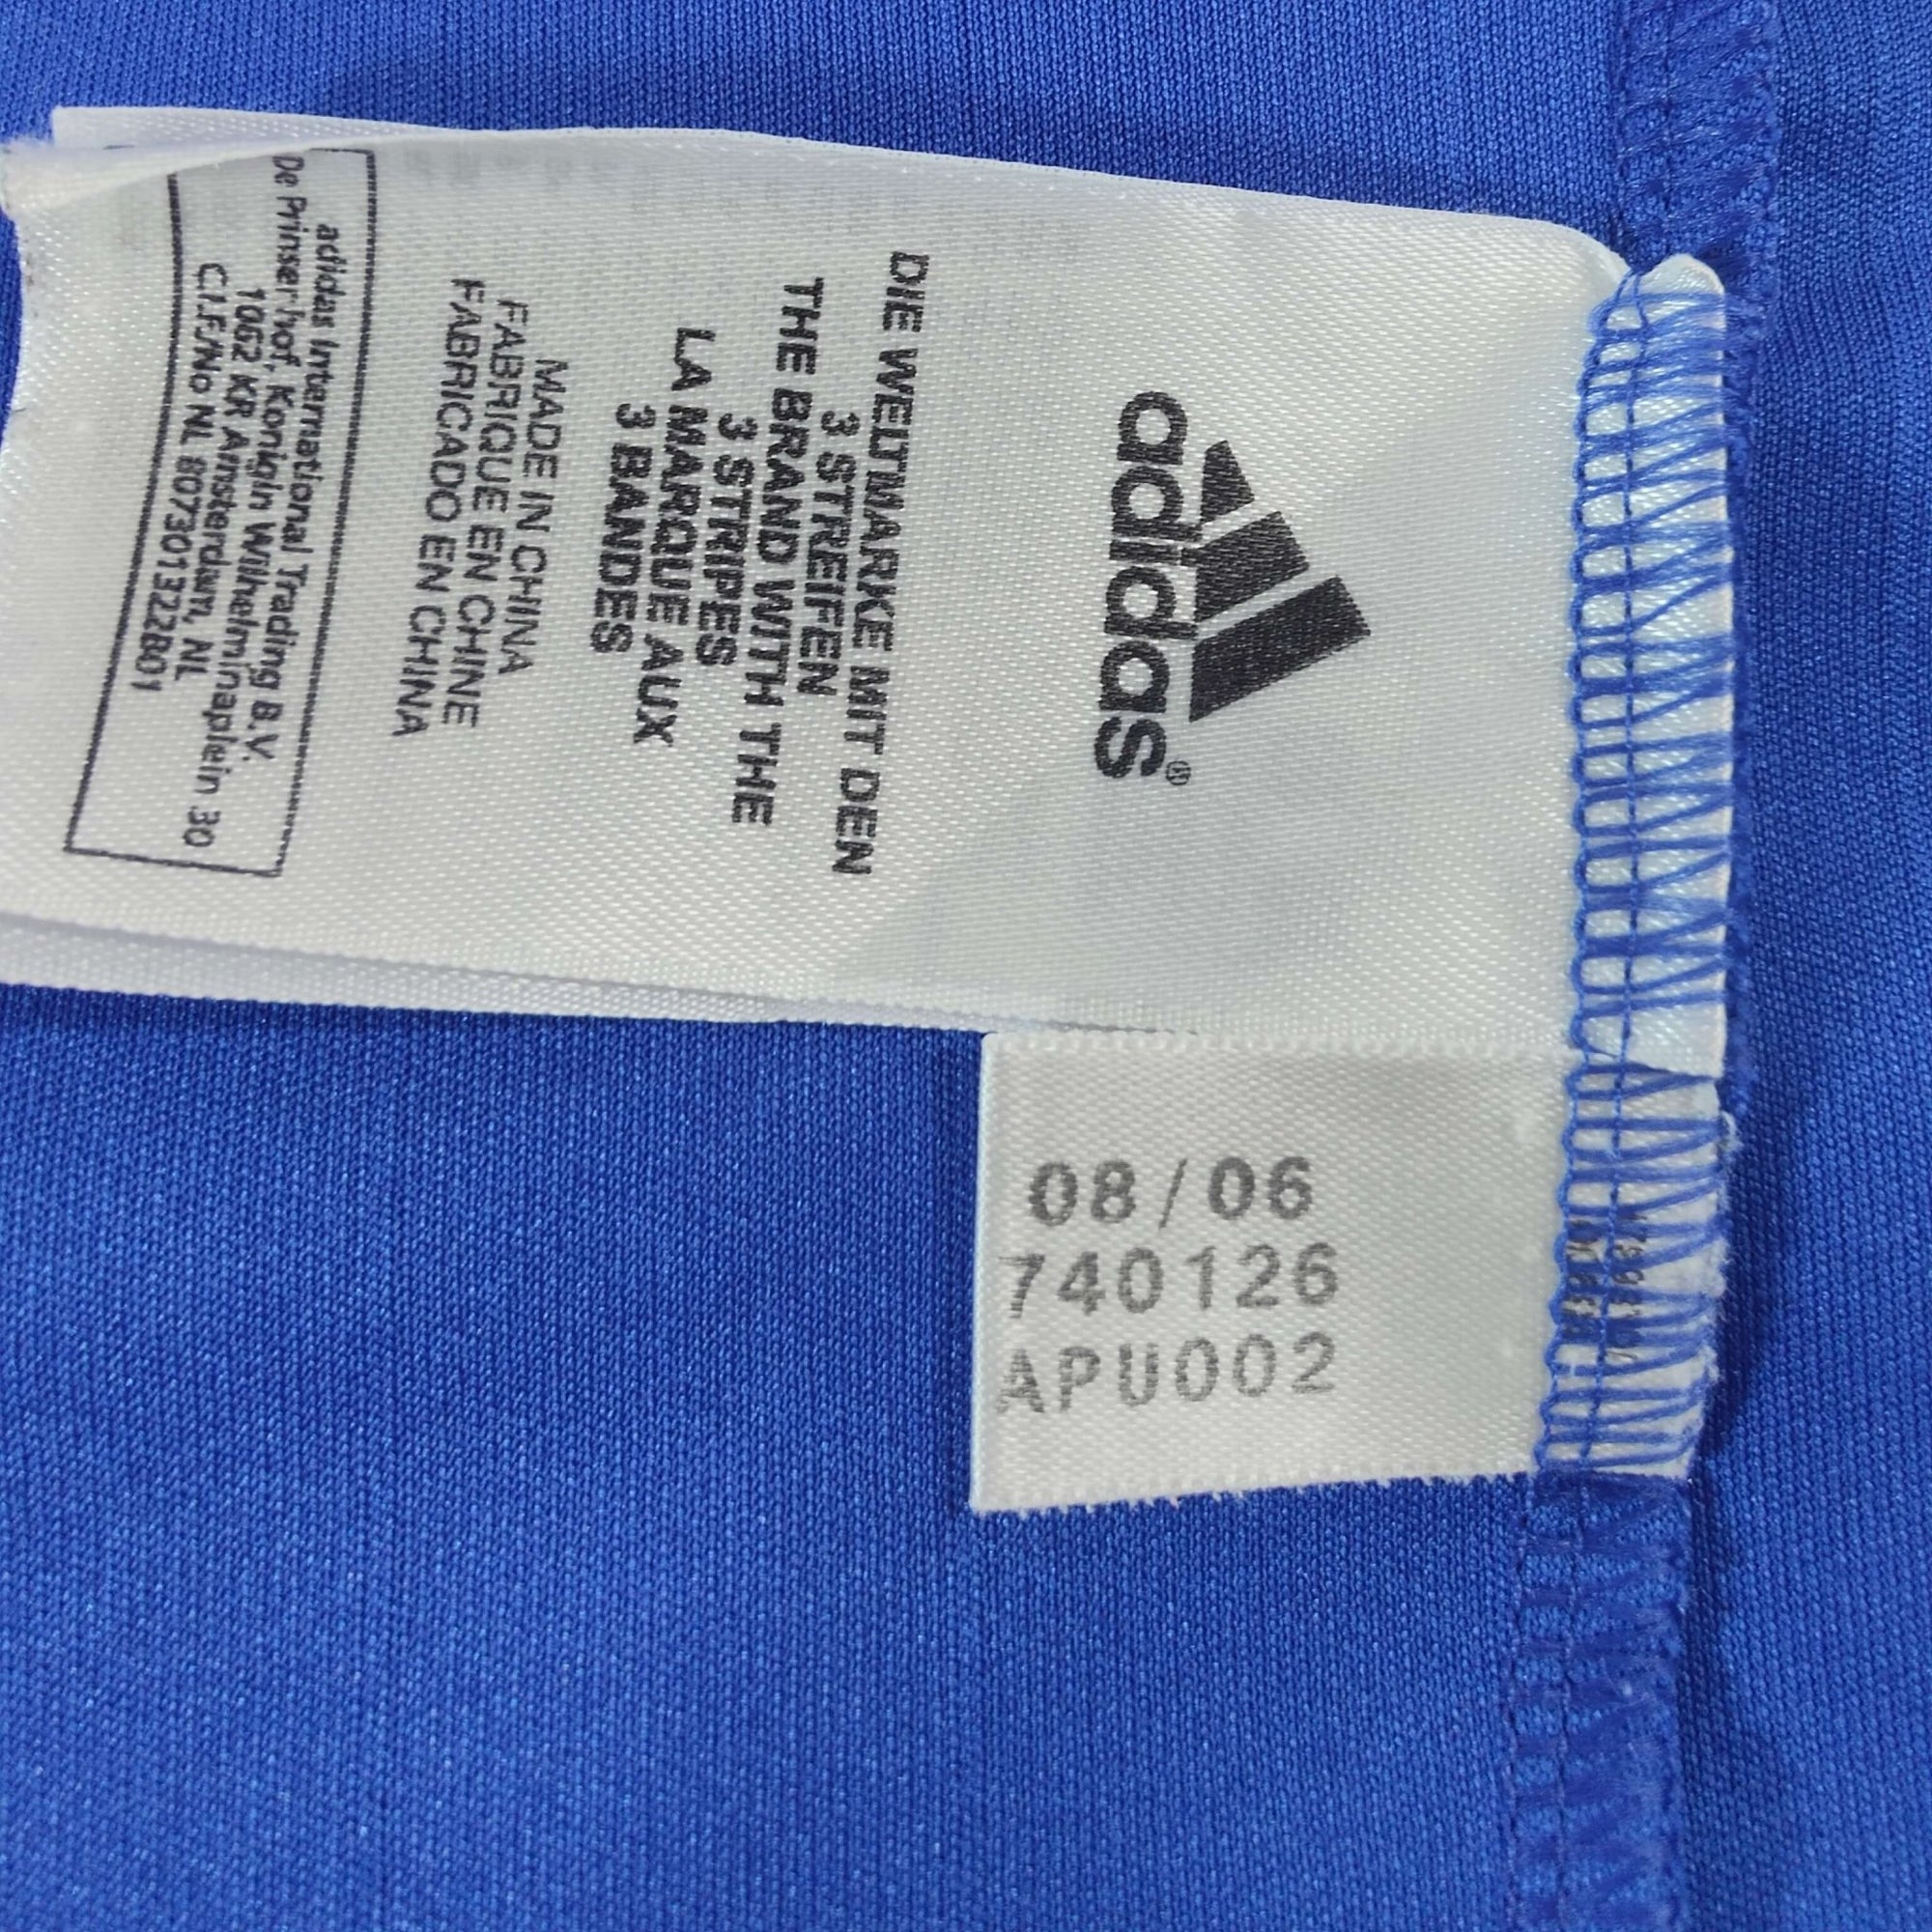 adidas®
DIE WELTMARKE MIT DEN
3 STREIFEN
THE BRAND WITH THE
3 STRIPES
LA MARQUE AUX
3 BANDES
MADE IN CHINA
FABRIQUE EN CHINE
FABRICADO EN CHINA
adidas International Trading B.V.
De Prinsenhof, Konigin Wilhelminaplein 30
1062 KR Amsterdam, NL
C.I.F./No NL 807301322B01
08/06
740126
APU002